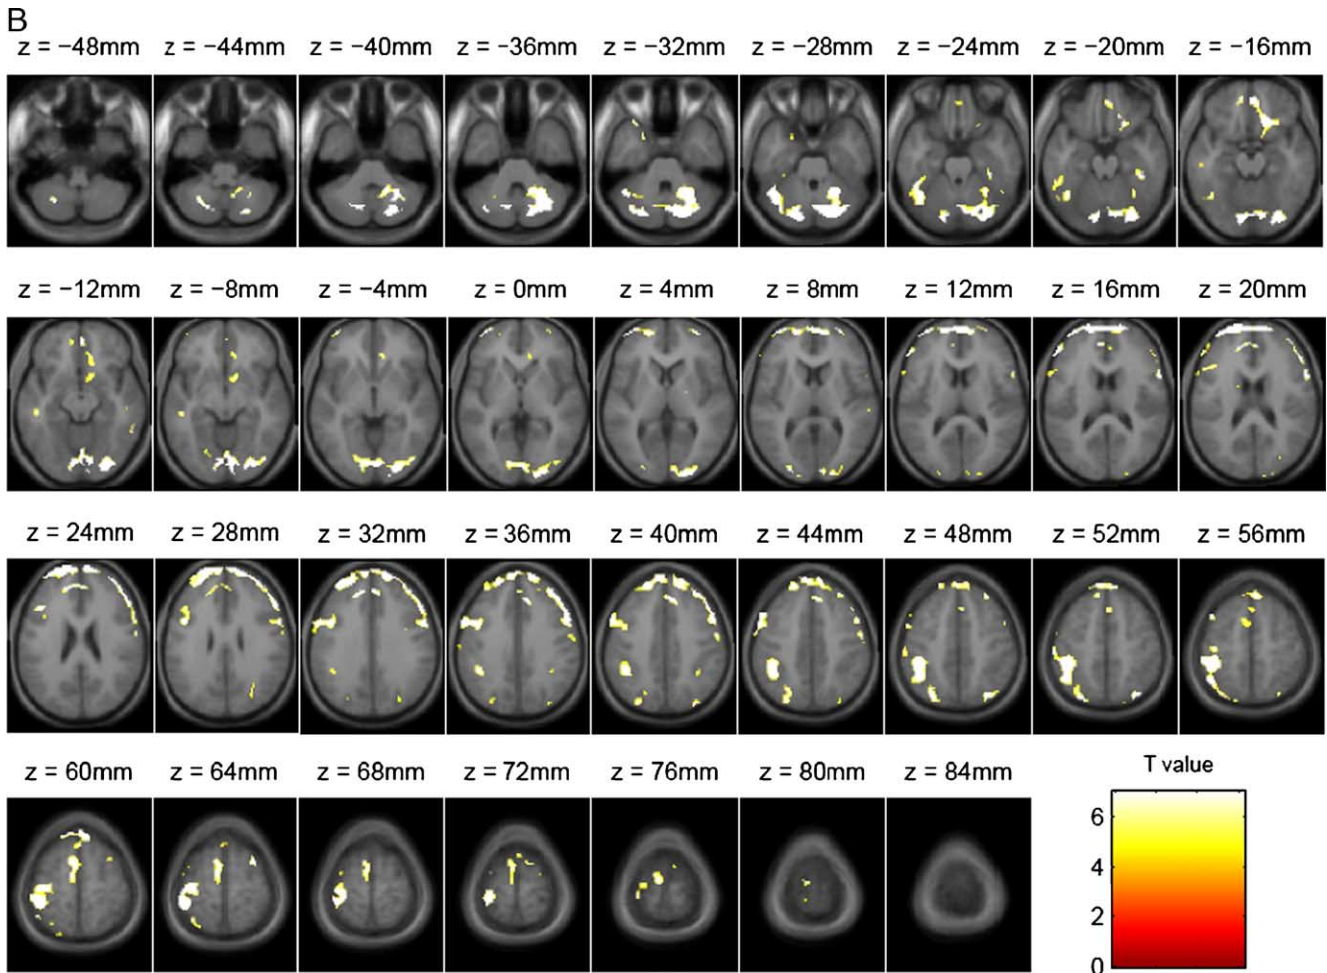 B
z = −48mm z = −44mm z = −40mm z = −36mm z = −32mm z = −28mm z = −24mm z = −20mm z = −16mm
z = −12mm z = −8mm z = −4mm z = 0mm z = 4mm z = 8mm z = 12mm z = 16mm z = 20mm
z = 24mm z = 28mm z = 32mm z = 36mm z = 40mm z = 44mm z = 48mm z = 52mm z = 56mm
z = 60mm z = 64mm z = 68mm z = 72mm z = 76mm z = 80mm z = 84mm T value
6
4
2
0